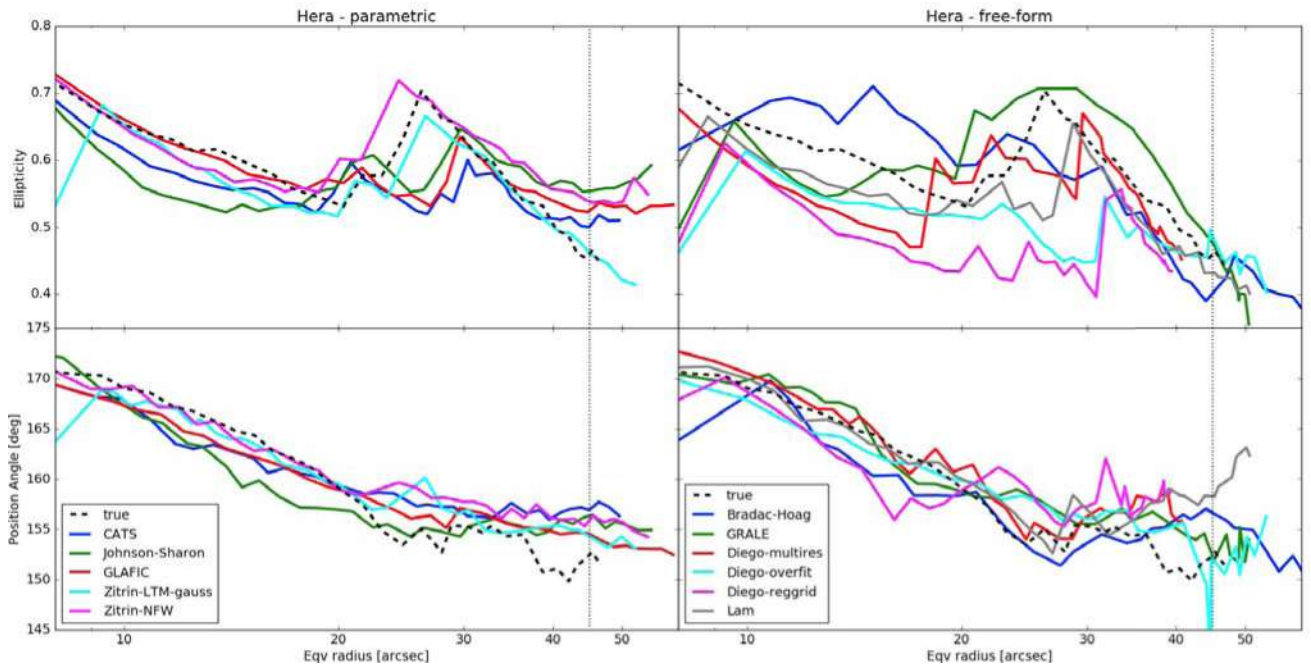 Hera - parametric
Hera - free-form
0.8
0.7
0.6
0.5
0.4
175
Ellipticity
170
165
160
155
150
145
Position Angle [deg]
true
CATS
Johnson-Sharon
GLAFIC
Zitrin-LTM-gauss
Zitrin-NFW
true
Bradac-Hoag
GRALE
Diego-multires
Diego-overfit
Diego-reggrid
Lam
10 20 30 40 50
10 20 30 40 50
Eqv radius [arcsec]
Eqv radius [arcsec]